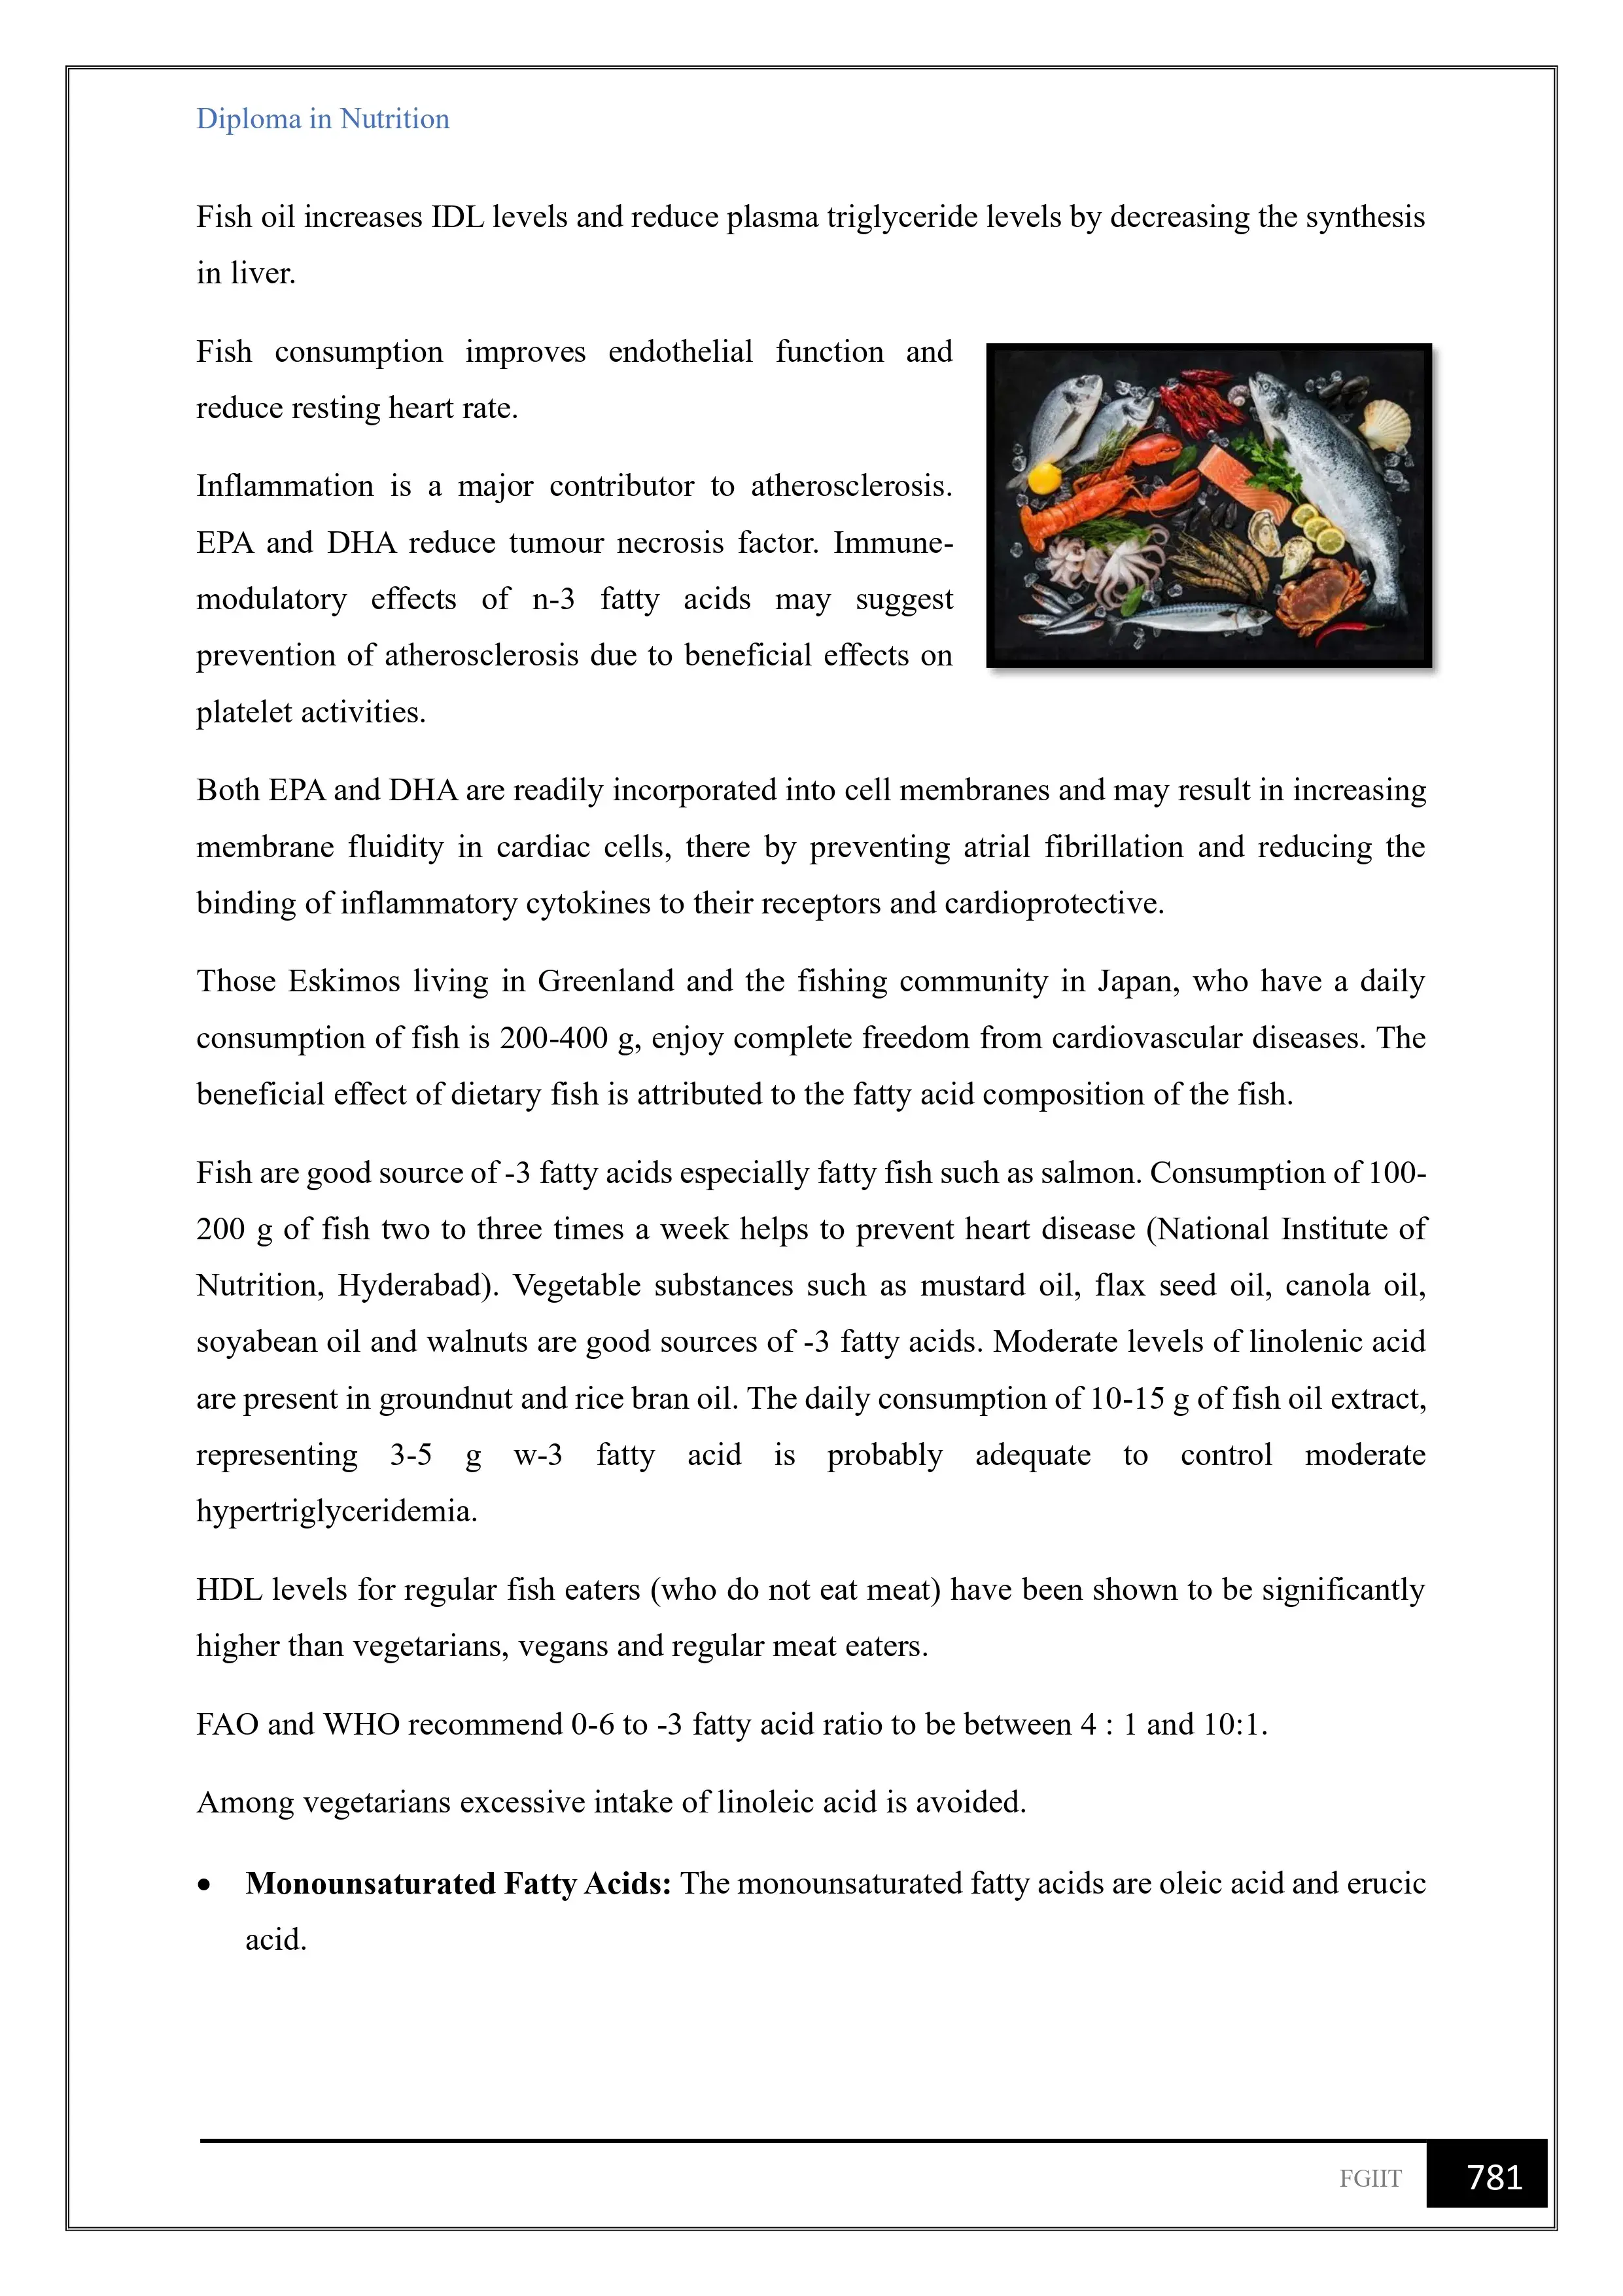 Diploma in Nutrition
Fish oil increases IDL levels and reduce plasma triglyceride levels by decreasing the synthesis
in liver.
Fish consumption improves endothelial function and
reduce resting heart rate.
Inflammation is a major contributor to atherosclerosis.
EPA and DHA reduce tumour necrosis factor. Immune-
modulatory effects of n-3 fatty acids may suggest
prevention of atherosclerosis due to beneficial effects on
platelet activities.
Both EPA and DHA are readily incorporated into cell membranes and may result in increasing
membrane fluidity in cardiac cells, there by preventing atrial fibrillation and reducing the
binding of inflammatory cytokines to their receptors and cardioprotective.
Those Eskimos living in Greenland and the fishing community in Japan, who have a daily
consumption of fish is 200-400 g, enjoy complete freedom from cardiovascular diseases. The
beneficial effect of dietary fish is attributed to the fatty acid composition of the fish.
Fish are good source of -3 fatty acids especially fatty fish such as salmon. Consumption of 100-
200 g of fish two to three times a week helps to prevent heart disease (National Institute of
Nutrition, Hyderabad). Vegetable substances such as mustard oil, flax seed oil, canola oil,
soyabean oil and walnuts are good sources of -3 fatty acids. Moderate levels of linolenic acid
are present in groundnut and rice bran oil. The daily consumption of 10-15 g of fish oil extract,
representing 3-5 g w-3 fatty acid is probably adequate to control moderate
hypertriglyceridemia.
HDL levels for regular fish eaters (who do not eat meat) have been shown to be significantly
higher than vegetarians, vegans and regular meat eaters.
FAO and WHO recommend 0-6 to -3 fatty acid ratio to be between 4 : 1 and 10:1.
Among vegetarians excessive intake of linoleic acid is avoided.
• Monounsaturated Fatty Acids: The monounsaturated fatty acids are oleic acid and erucic
acid.
FGIIT 781